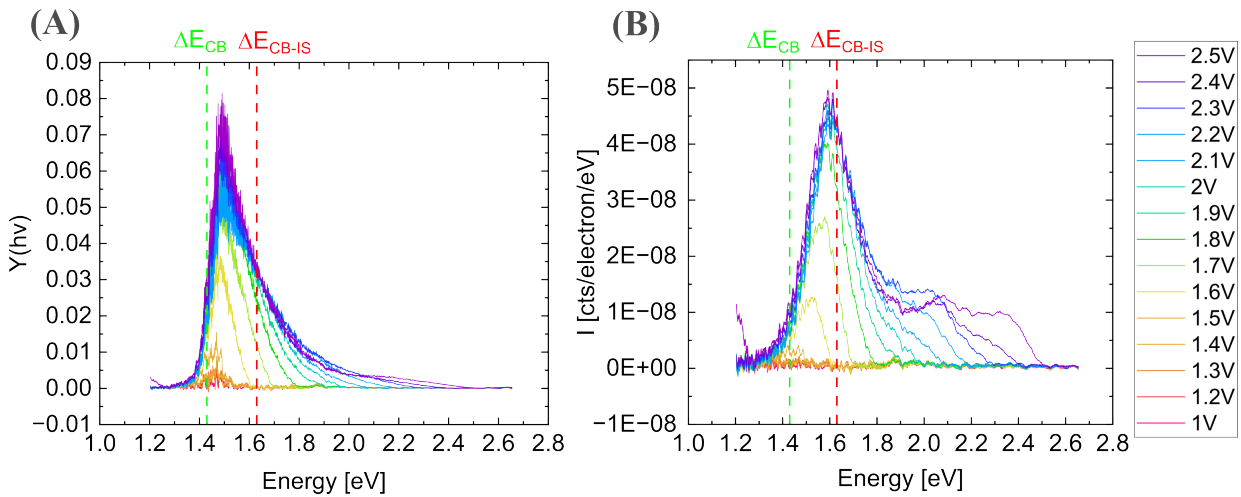 (A)
ΔE_CB ΔE_CB-IS
0.09
0.08
0.07
0.06
0.05
0.04
0.03
0.02
0.01
0.00
−0.01
Y(hν)
1.0 1.2 1.4 1.6 1.8 2.0 2.2 2.4 2.6 2.8
Energy [eV]
(B)
ΔE_CB ΔE_CB-IS
5E-08
4E-08
3E-08
2E-08
1E-08
0E+00
−1E-08
I [cts/electron/eV]
1.0 1.2 1.4 1.6 1.8 2.0 2.2 2.4 2.6 2.8
Energy [eV]
2.5V
2.4V
2.3V
2.2V
2.1V
2V
1.9V
1.8V
1.7V
1.6V
1.5V
1.4V
1.3V
1.2V
1V